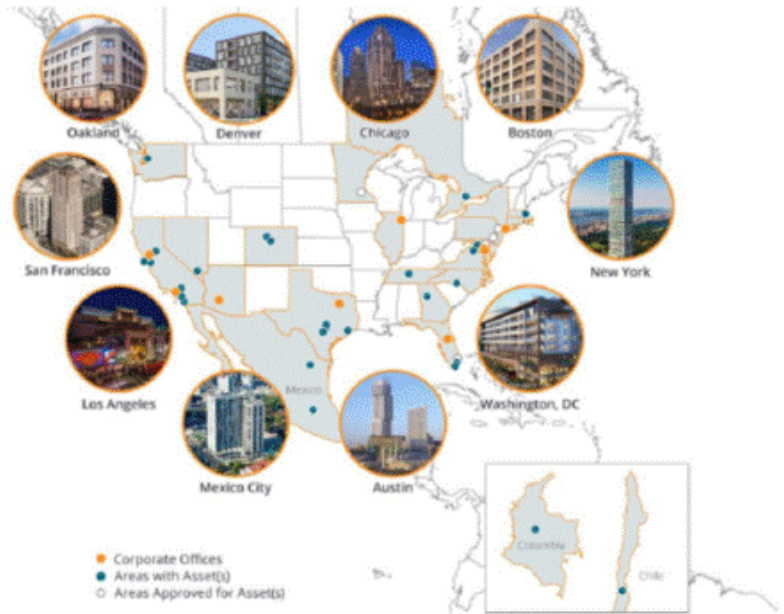 Oakland
Denver
Chicago
Boston
San Francisco
New York
Los Angeles
Mexico
Washington, DC
Mexico City
Austin
Colombia
Chile
Corporate Offices
Areas with Asset(s)
Areas Approved for Asset(s)